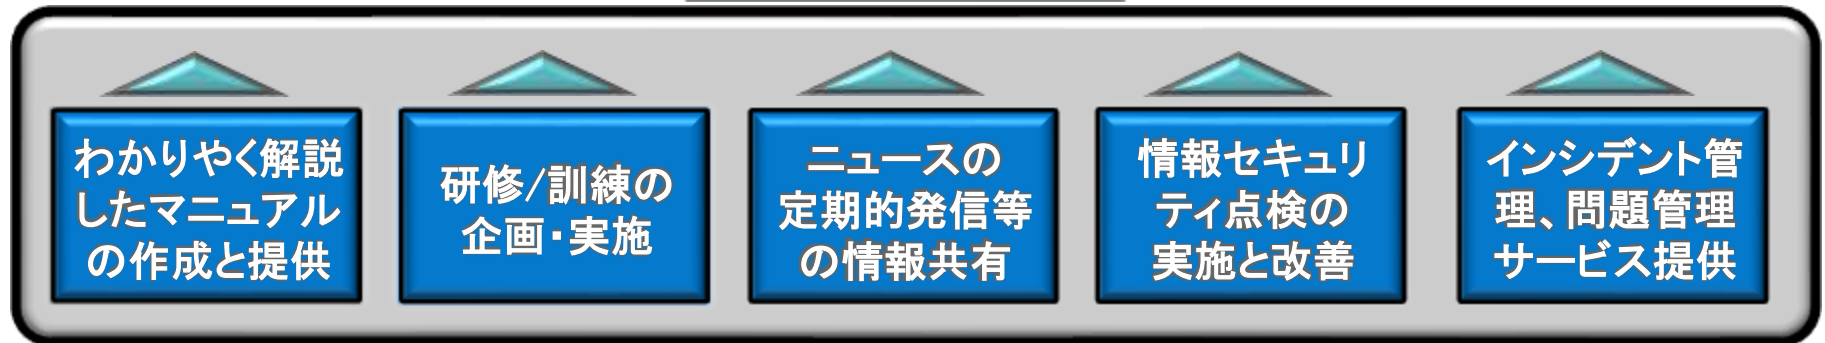 わかりやく解説
したマニュアル
の作成と提供
研修/訓練の
企画・実施
ニュースの
定期的発信等
の情報共有
情報セキュリ
ティ点検の
実施と改善
インシデント管
理、問題管理
サービス提供